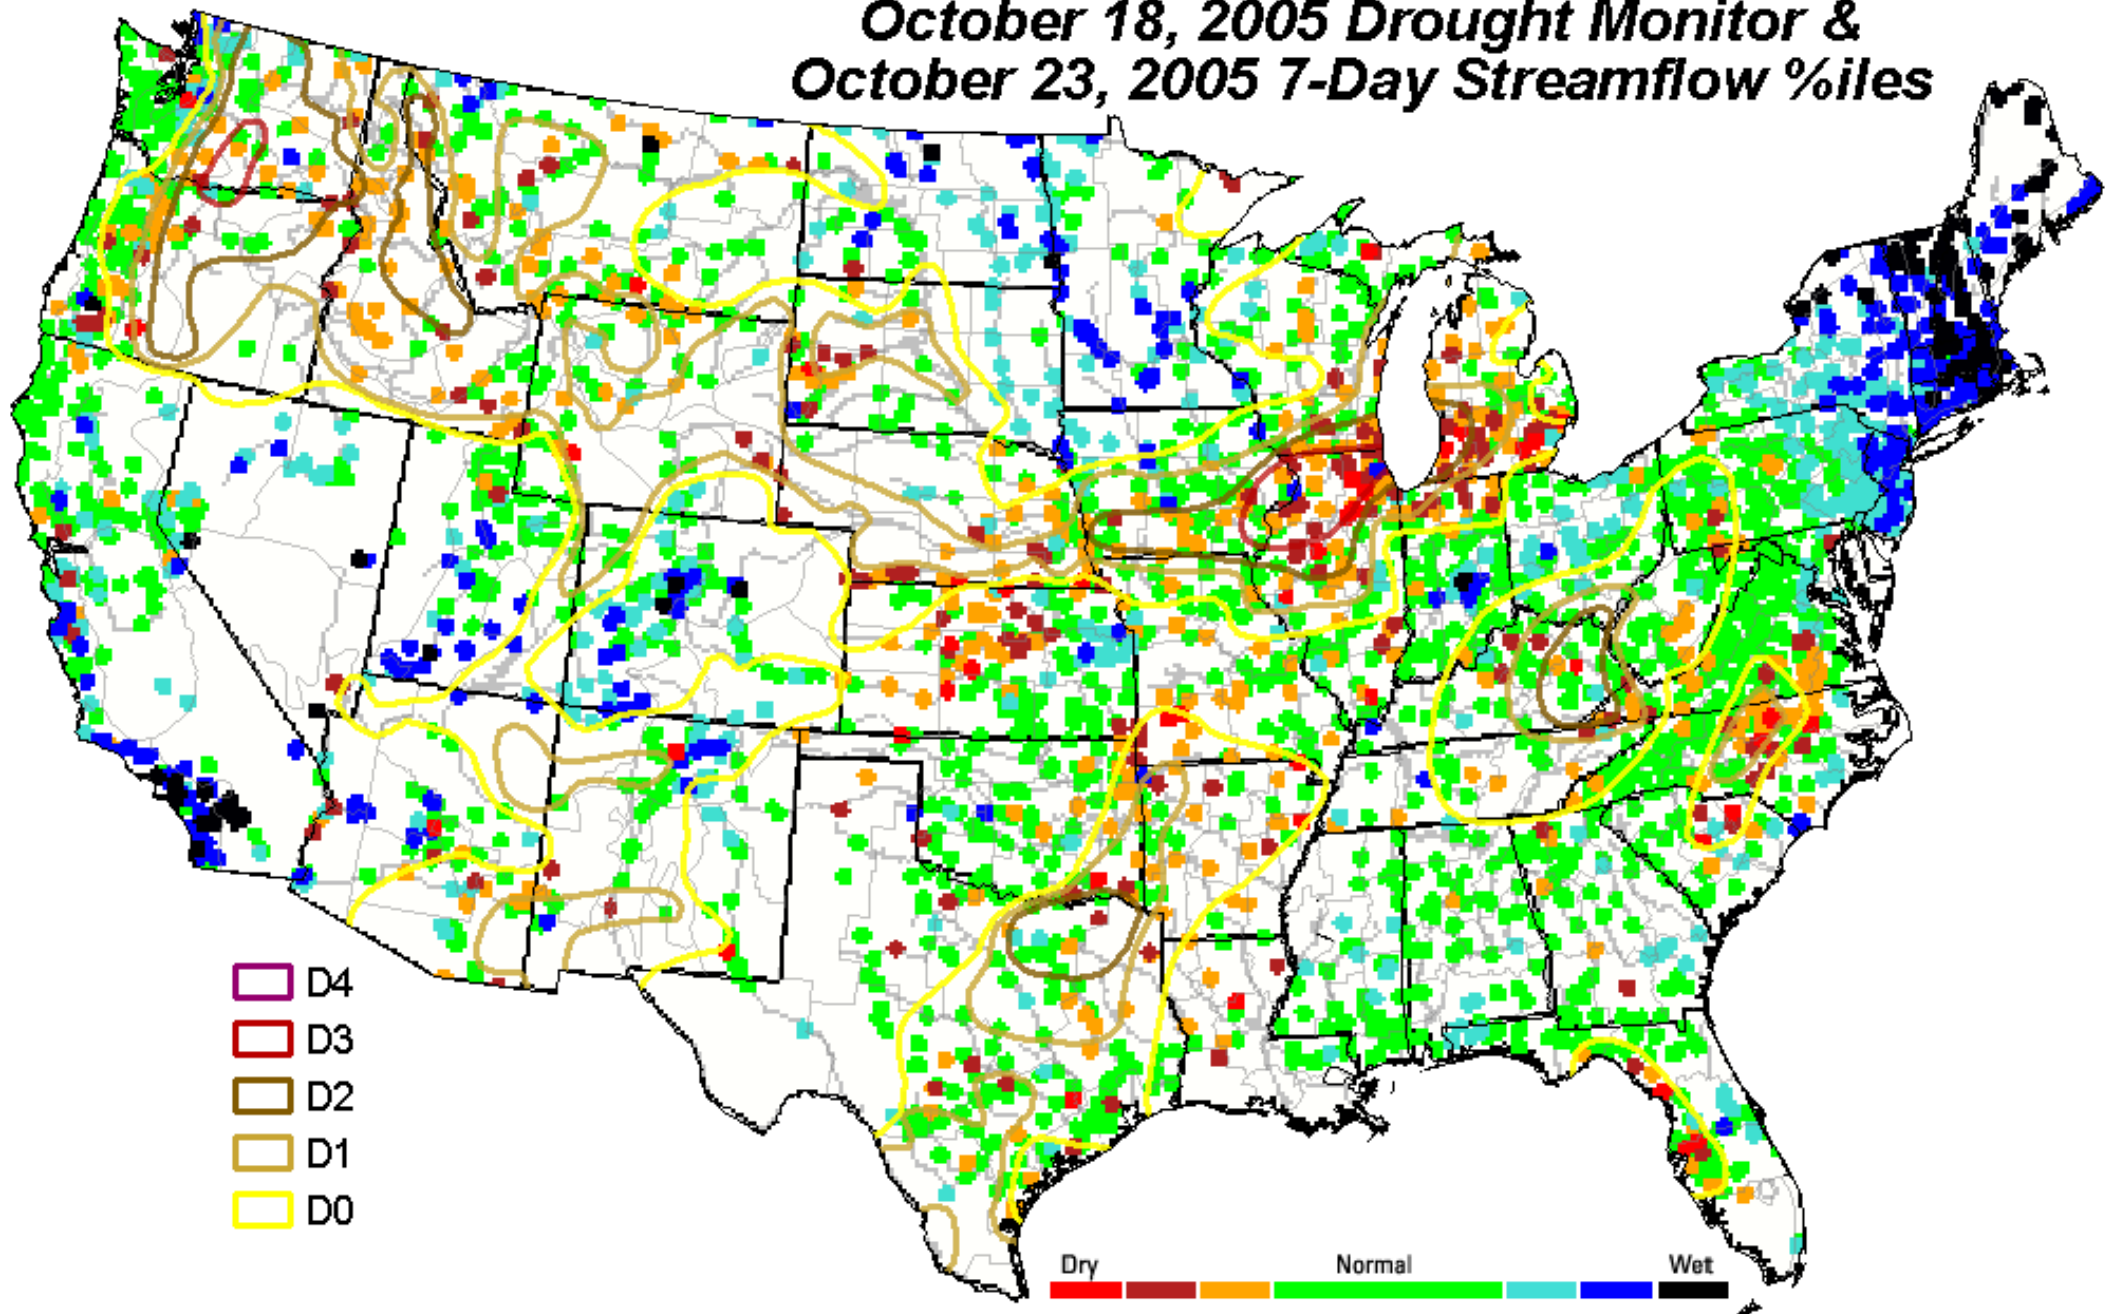 October 18, 2005 Drought Monitor &
October 23, 2005 7-Day Streamflow %iles
D4
D3
D2
D1
D0
Dry Normal Wet